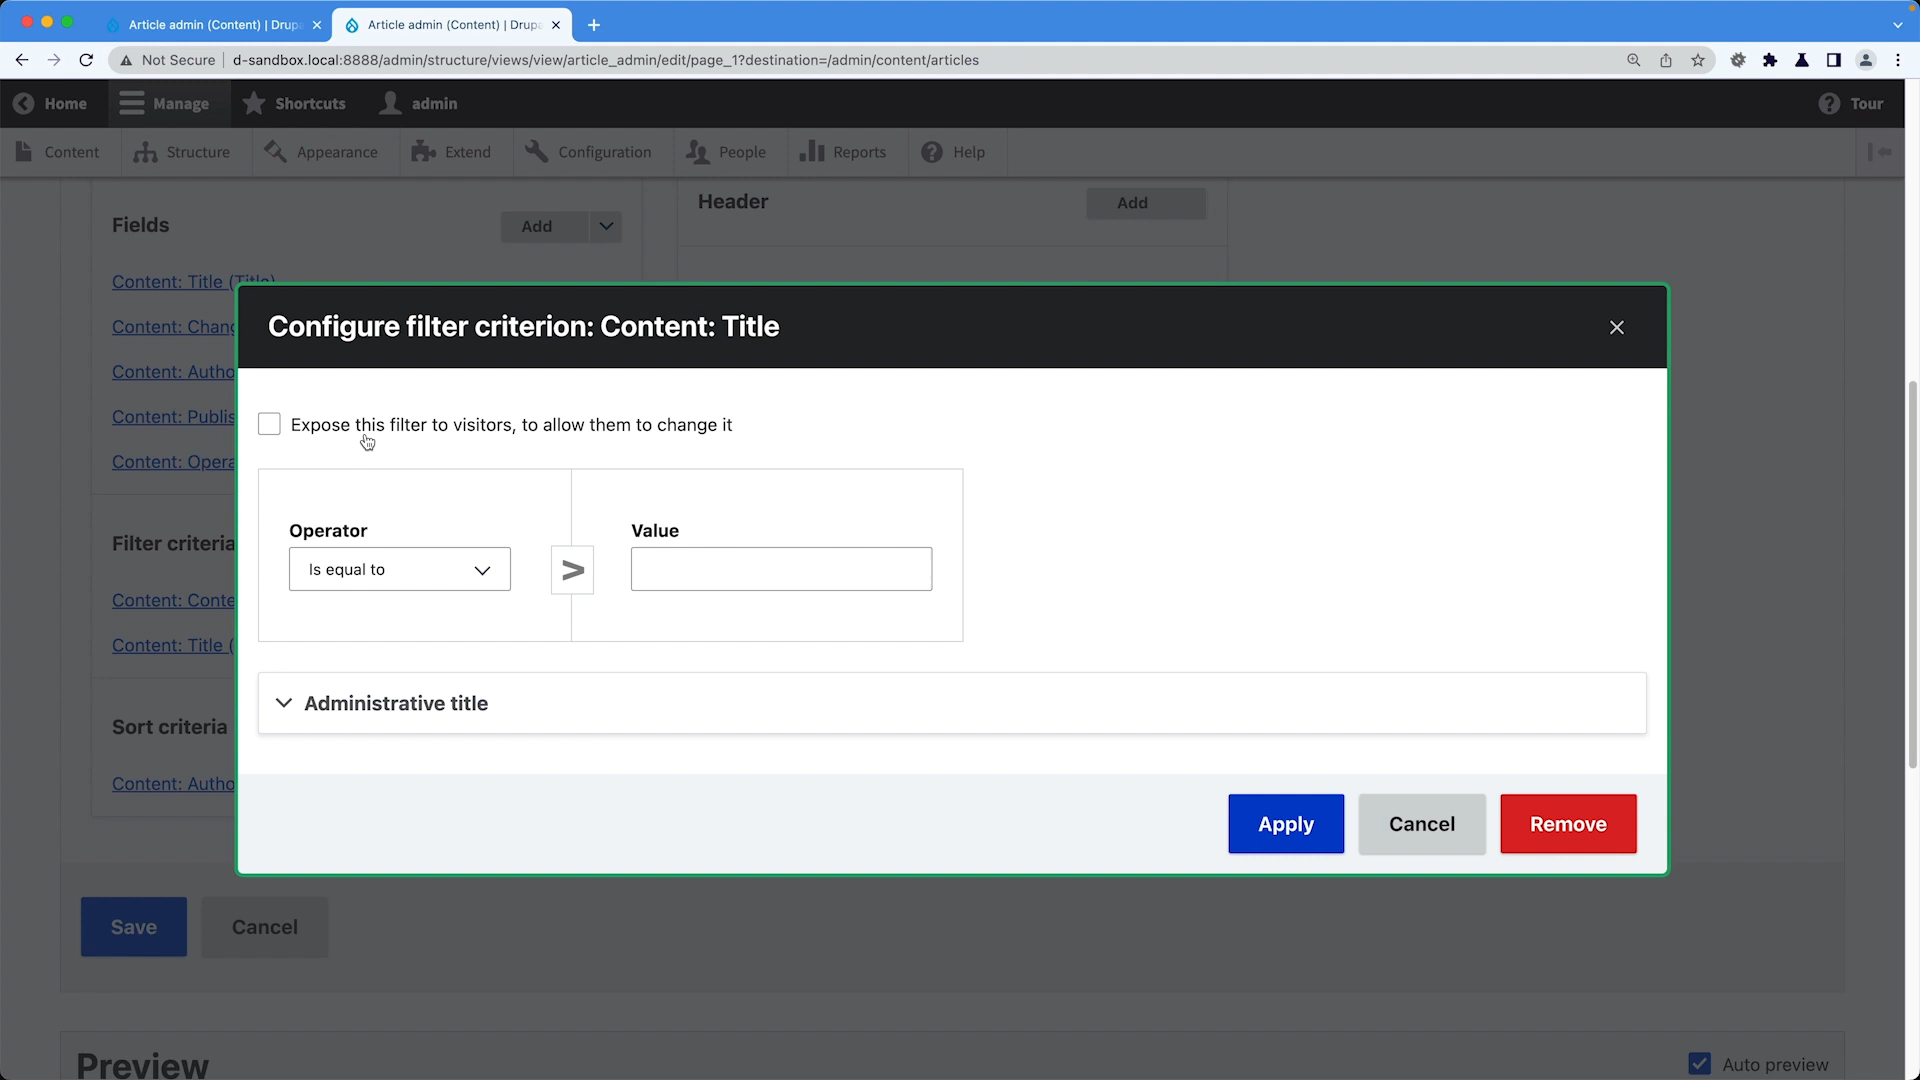 Article admin (Content) | Drup
Article admin (Content) | Drupa
Not Secure
d-sandbox.local:8888/admin/structure/views/view/article_admin/edit/page_1?destination=/admin/content/articles
Home
Manage
Shortcuts
admin
Tour
Content
Structure
Appearance
Extend
Configuration
People
Reports
Help
Fields
Add
Header
Add
Content: Title (Title)
Content: Chang
Content: Autho
Content: Publis
Content: Opera
Filter criteria
Content: Conte
Content: Title (
Sort criteria
Content: Autho
Configure filter criterion: Content: Title
Expose this filter to visitors, to allow them to change it
Operator
Is equal to
>
Value
Administrative title
Apply
Cancel
Remove
Save
Cancel
Preview
Auto preview